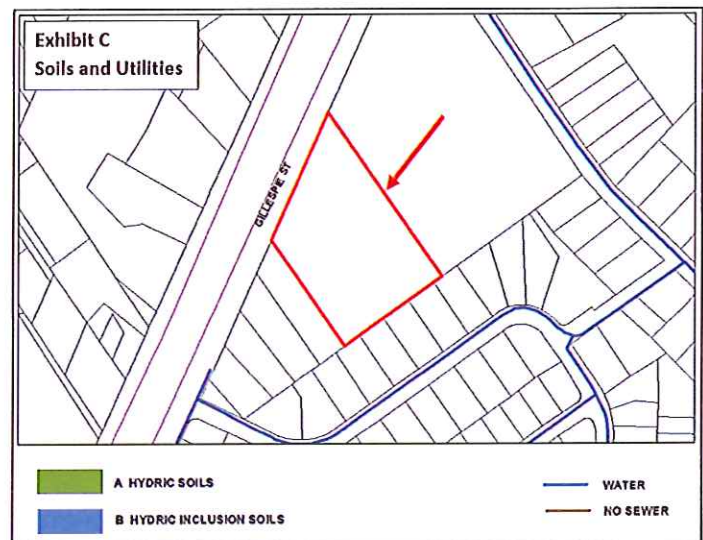 Exhibit C
Soils and Utilities
GILLESPIE ST
A HYDRIC SOILS
B HYDRIC INCLUSION SOILS
WATER
NO SEWER